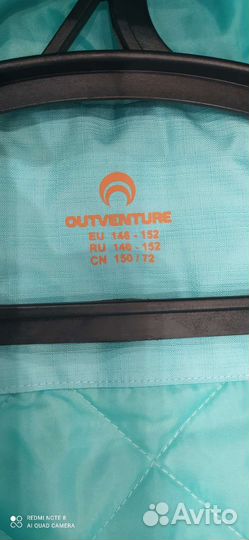 OUTVENTURE
EU 146 - 152
RU 146 - 152
CN 150 / 72
REDMI NOTE 8
AI QUAD CAMERA
Avito